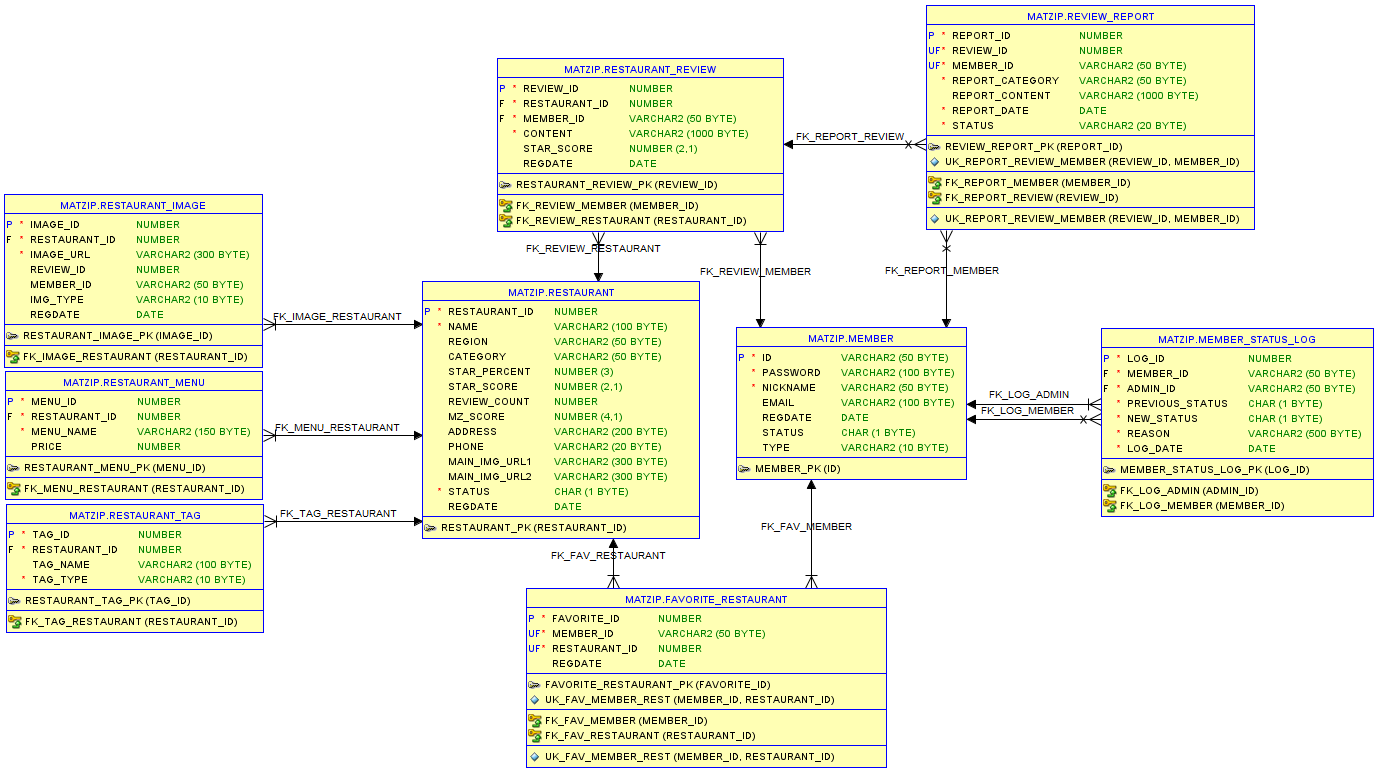 MATZIP.REVIEW_REPORT
P * REPORT_ID NUMBER
UF* REVIEW_ID NUMBER
UF* MEMBER_ID VARCHAR2 (50 BYTE)
* REPORT_CATEGORY VARCHAR2 (50 BYTE)
REPORT_CONTENT VARCHAR2 (1000 BYTE)
* REPORT_DATE DATE
* STATUS VARCHAR2 (20 BYTE)
REVIEW_REPORT_PK (REPORT_ID)
UK_REPORT_REVIEW_MEMBER (REVIEW_ID, MEMBER_ID)
FK_REPORT_MEMBER (MEMBER_ID)
FK_REPORT_REVIEW (REVIEW_ID)
UK_REPORT_REVIEW_MEMBER (REVIEW_ID, MEMBER_ID)
MATZIP.RESTAURANT_REVIEW
P * REVIEW_ID NUMBER
F * RESTAURANT_ID NUMBER
F * MEMBER_ID VARCHAR2 (50 BYTE)
* CONTENT VARCHAR2 (1000 BYTE)
STAR_SCORE NUMBER (2,1)
REGDATE DATE
RESTAURANT_REVIEW_PK (REVIEW_ID)
FK_REVIEW_MEMBER (MEMBER_ID)
FK_REVIEW_RESTAURANT (RESTAURANT_ID)
FK_REPORT_REVIEW
FK_REVIEW_RESTAURANT
FK_REVIEW_MEMBER
FK_REPORT_MEMBER
MATZIP.RESTAURANT_IMAGE
P * IMAGE_ID NUMBER
F * RESTAURANT_ID NUMBER
* IMAGE_URL VARCHAR2 (300 BYTE)
REVIEW_ID NUMBER
MEMBER_ID VARCHAR2 (50 BYTE)
IMG_TYPE VARCHAR2 (10 BYTE)
REGDATE DATE
RESTAURANT_IMAGE_PK (IMAGE_ID)
FK_IMAGE_RESTAURANT (RESTAURANT_ID)
FK_IMAGE_RESTAURANT
MATZIP.RESTAURANT_MENU
P * MENU_ID NUMBER
F * RESTAURANT_ID NUMBER
* MENU_NAME VARCHAR2 (150 BYTE)
PRICE NUMBER
RESTAURANT_MENU_PK (MENU_ID)
FK_MENU_RESTAURANT (RESTAURANT_ID)
FK_MENU_RESTAURANT
MATZIP.RESTAURANT_TAG
P * TAG_ID NUMBER
F * RESTAURANT_ID NUMBER
TAG_NAME VARCHAR2 (100 BYTE)
* TAG_TYPE VARCHAR2 (10 BYTE)
RESTAURANT_TAG_PK (TAG_ID)
FK_TAG_RESTAURANT (RESTAURANT_ID)
FK_TAG_RESTAURANT
MATZIP.RESTAURANT
P * RESTAURANT_ID NUMBER
* NAME VARCHAR2 (100 BYTE)
REGION VARCHAR2 (50 BYTE)
CATEGORY VARCHAR2 (50 BYTE)
STAR_PERCENT NUMBER (3)
STAR_SCORE NUMBER (2,1)
REVIEW_COUNT NUMBER
MZ_SCORE NUMBER (4,1)
ADDRESS VARCHAR2 (200 BYTE)
PHONE VARCHAR2 (20 BYTE)
MAIN_IMG_URL1 VARCHAR2 (300 BYTE)
MAIN_IMG_URL2 VARCHAR2 (300 BYTE)
* STATUS CHAR (1 BYTE)
REGDATE DATE
RESTAURANT_PK (RESTAURANT_ID)
MATZIP.MEMBER
P * ID VARCHAR2 (50 BYTE)
* PASSWORD VARCHAR2 (100 BYTE)
* NICKNAME VARCHAR2 (50 BYTE)
EMAIL VARCHAR2 (100 BYTE)
REGDATE DATE
STATUS CHAR (1 BYTE)
TYPE VARCHAR2 (10 BYTE)
MEMBER_PK (ID)
FK_LOG_ADMIN
FK_LOG_MEMBER
MATZIP.MEMBER_STATUS_LOG
P * LOG_ID NUMBER
F * MEMBER_ID VARCHAR2 (50 BYTE)
F * ADMIN_ID VARCHAR2 (50 BYTE)
* PREVIOUS_STATUS CHAR (1 BYTE)
* NEW_STATUS CHAR (1 BYTE)
* REASON VARCHAR2 (500 BYTE)
* LOG_DATE DATE
MEMBER_STATUS_LOG_PK (LOG_ID)
FK_LOG_ADMIN (ADMIN_ID)
FK_LOG_MEMBER (MEMBER_ID)
FK_FAV_RESTAURANT
FK_FAV_MEMBER
MATZIP.FAVORITE_RESTAURANT
P * FAVORITE_ID NUMBER
UF* MEMBER_ID VARCHAR2 (50 BYTE)
UF* RESTAURANT_ID NUMBER
REGDATE DATE
FAVORITE_RESTAURANT_PK (FAVORITE_ID)
UK_FAV_MEMBER_REST (MEMBER_ID, RESTAURANT_ID)
FK_FAV_MEMBER (MEMBER_ID)
FK_FAV_RESTAURANT (RESTAURANT_ID)
UK_FAV_MEMBER_REST (MEMBER_ID, RESTAURANT_ID)